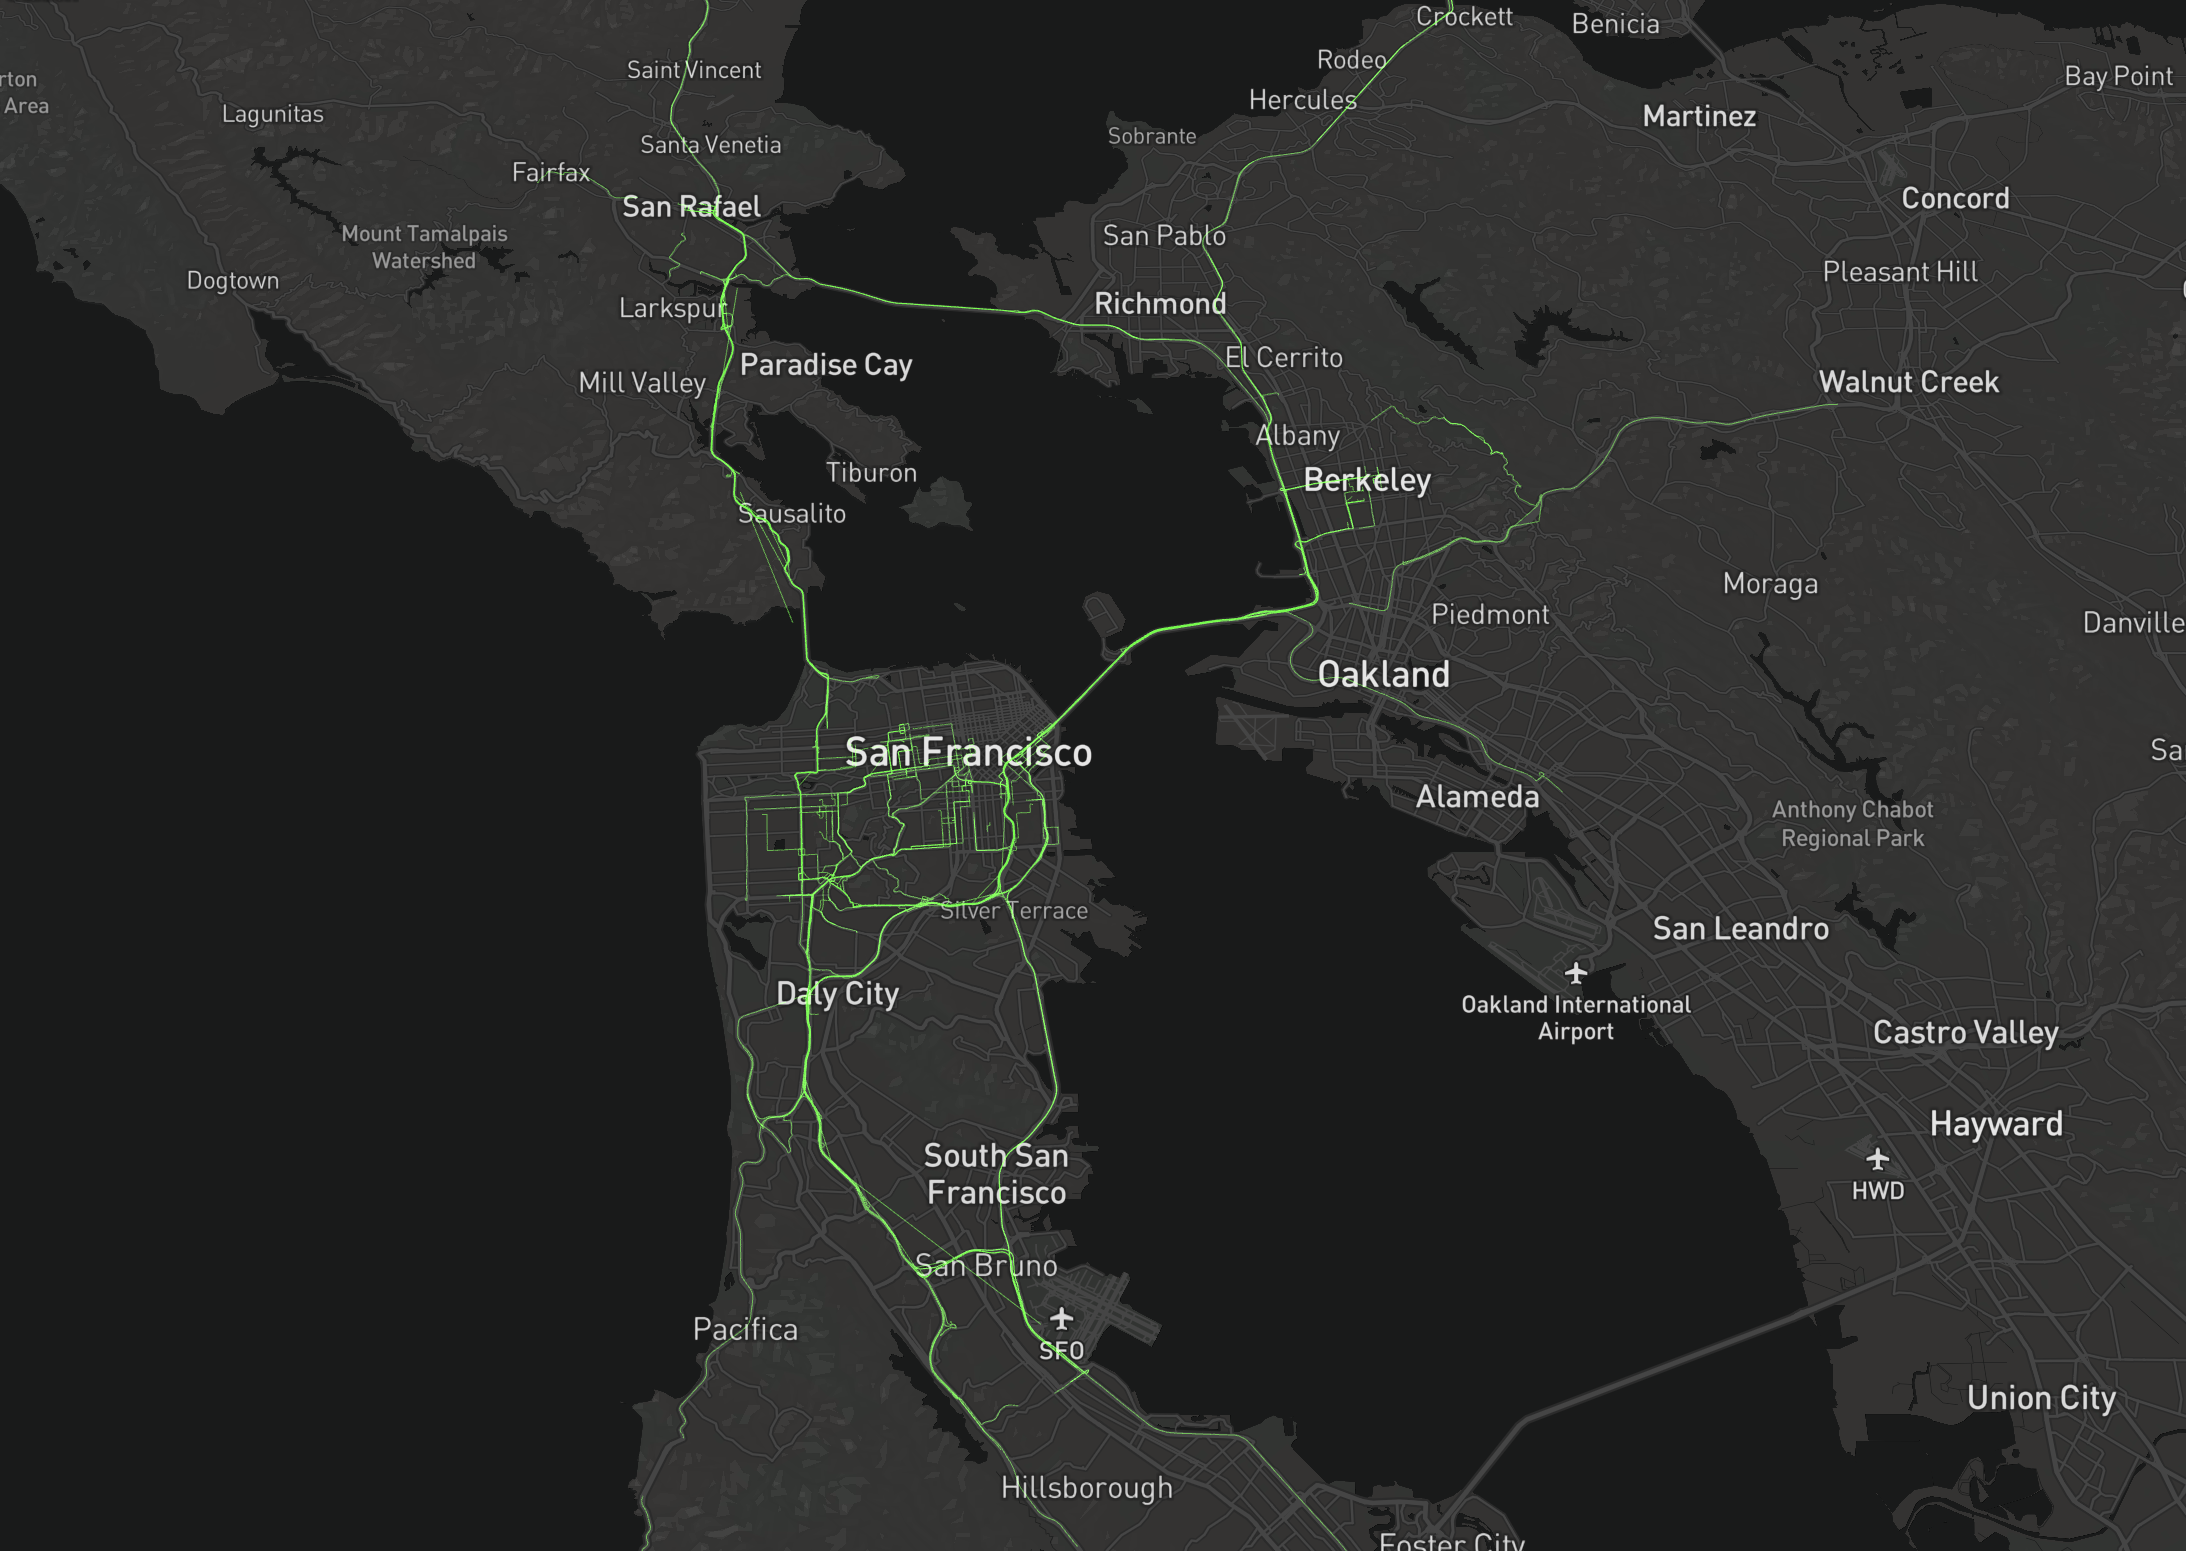 Crockett
Benicia
Rodeo
Saint Vincent
Bay Point
rton
Area
Hercules
Lagunitas
Martinez
Sobrante
Santa Venetia
Fairfax
Concord
San Rafael
Mount Tamalpais
Watershed
San Pablo
Pleasant Hill
Dogtown
Larkspur
Richmond
El Cerrito
Paradise Cay
Mill Valley
Walnut Creek
Albany
Tiburon
Berkeley
Sausalito
Moraga
Piedmont
Danville
Oakland
San Francisco
Sa
Alameda
Anthony Chabot
Regional Park
Silver Terrace
San Leandro
Daly City
Oakland International
Airport
Castro Valley
Hayward
South San
Francisco
HWD
San Bruno
Pacifica
SFO
Union City
Hillsborough
Foster City